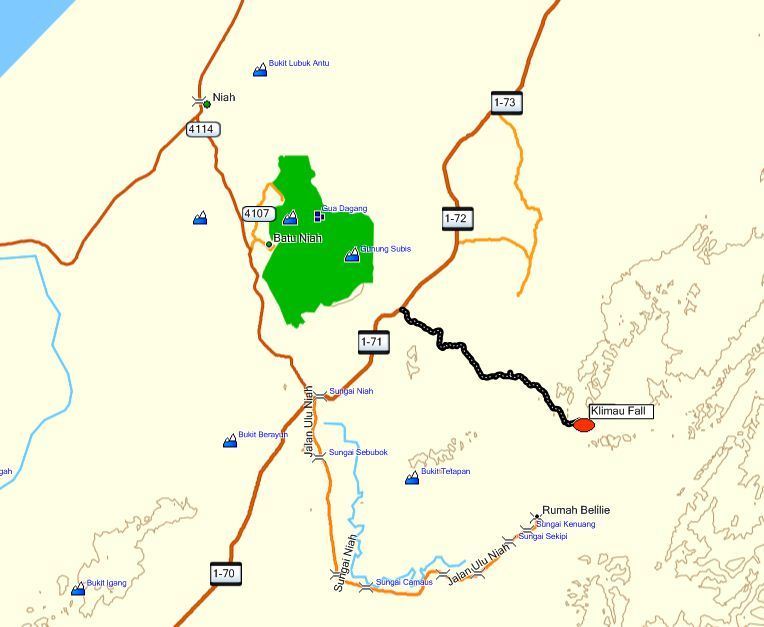 Bukit Lubuk Antu
Niah
1-73
4114
Gua Dagang
4107
1-72
Batu Niah
Gunung Subis
1-71
Sungai Niah
Jalan Ulu Niah
Klimau Fall
Bukit Berayun
Sungai Sebubok
gah
Bukit Tetapan
Rumah Belilie
Sungai Kenuang
Sungai Sekipi
Sungai Niah
Jalan Ulu Niah
1-70
Sungai Camaus
Bukit Igang